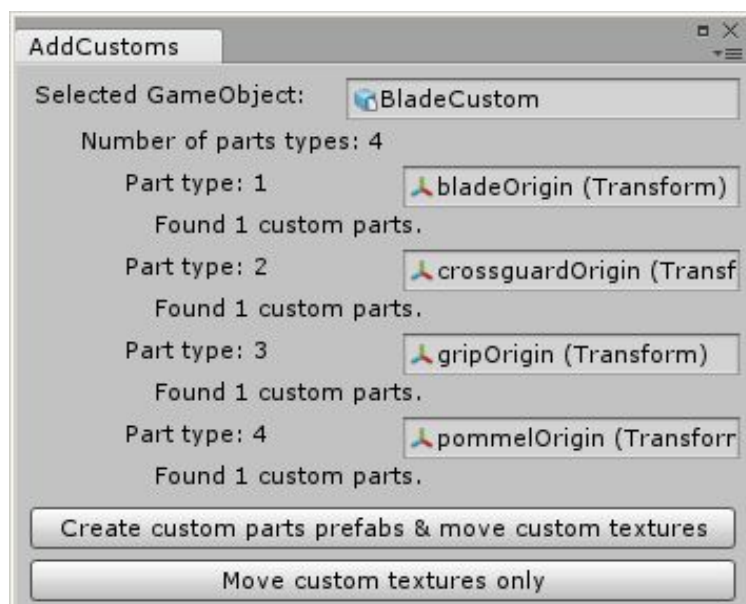 AddCustoms
Selected GameObject: BladeCustom
Number of parts types: 4
Part type: 1 bladeOrigin (Transform)
Found 1 custom parts.
Part type: 2 crossguardOrigin (Transf
Found 1 custom parts.
Part type: 3 gripOrigin (Transform)
Found 1 custom parts.
Part type: 4 pommelOrigin (Transforr
Found 1 custom parts.
Create custom parts prefabs & move custom textures
Move custom textures only